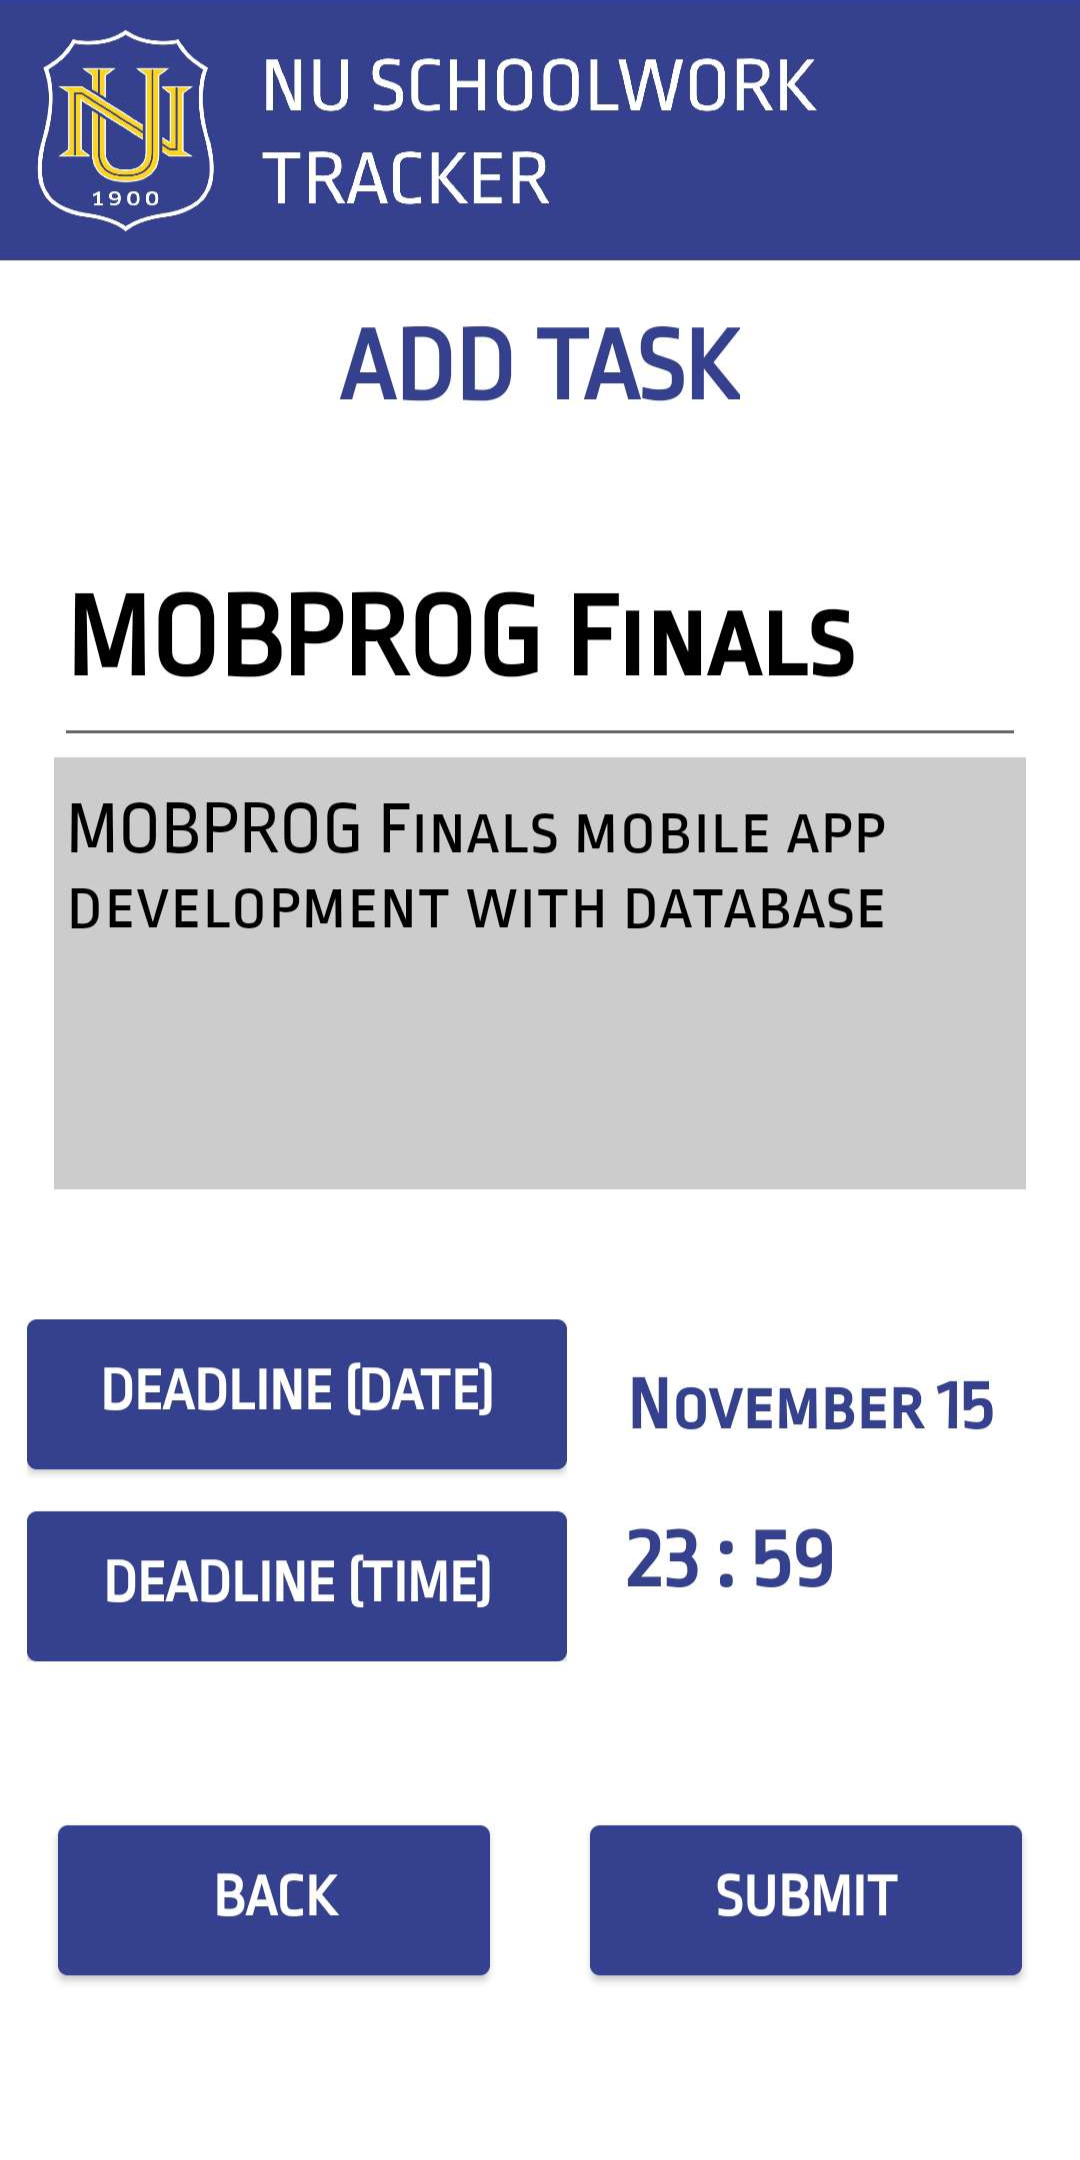 NU
1900
NU SCHOOLWORK
TRACKER
ADD TASK
MOBPROG Finals
MOBPROG Finals mobile app
development with Database
DEADLINE (DATE)
November 15
DEADLINE (TIME)
23 : 59
BACK
SUBMIT